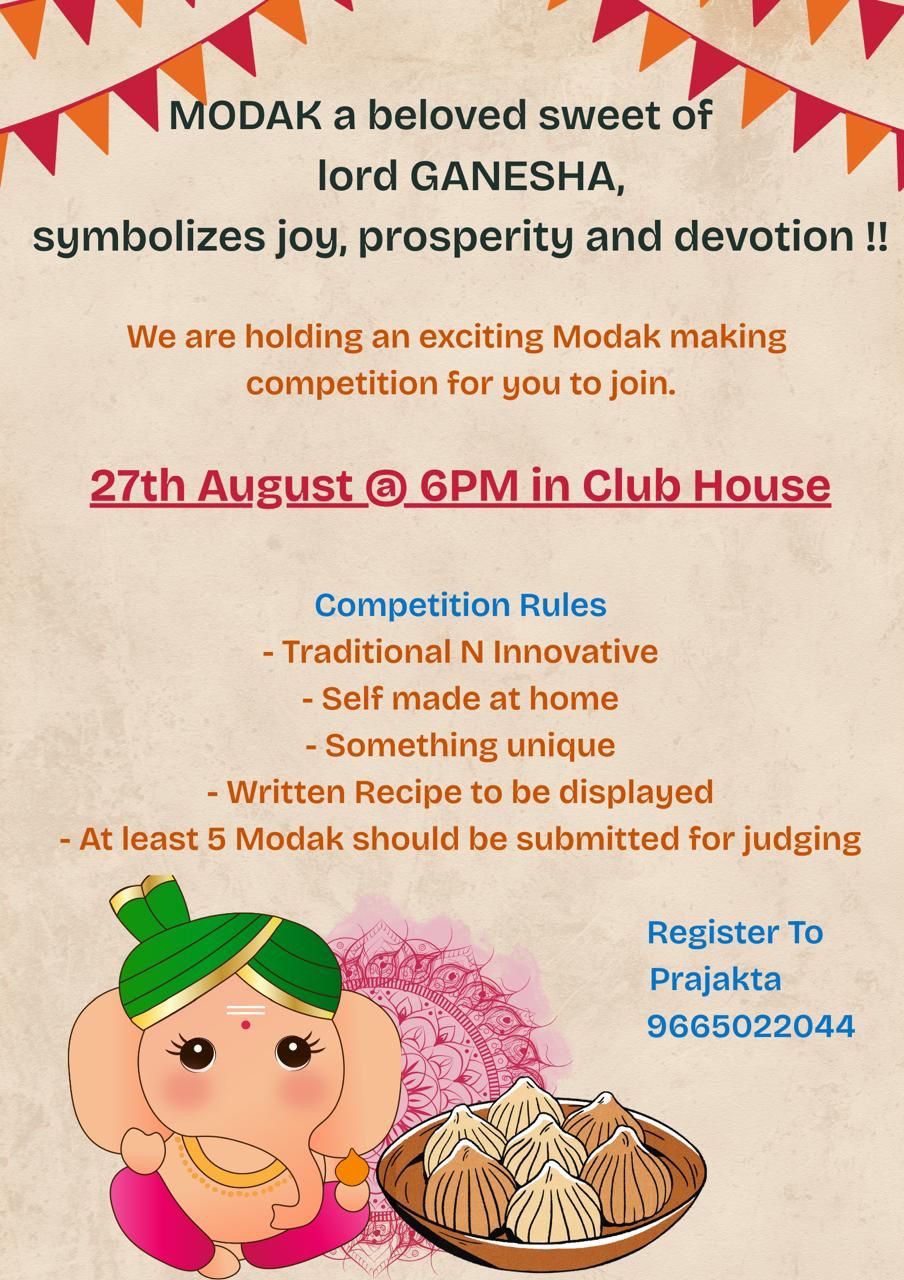 MODAK a beloved sweet of
lord GANESHA,
symbolizes joy, prosperity and devotion !!
We are holding an exciting Modak making
competition for you to join.
27th August @ 6PM in Club House
Competition Rules
- Traditional N Innovative
- Self made at home
- Something unique
- Written Recipe to be displayed
- At least 5 Modak should be submitted for judging
Register To
Prajakta
9665022044